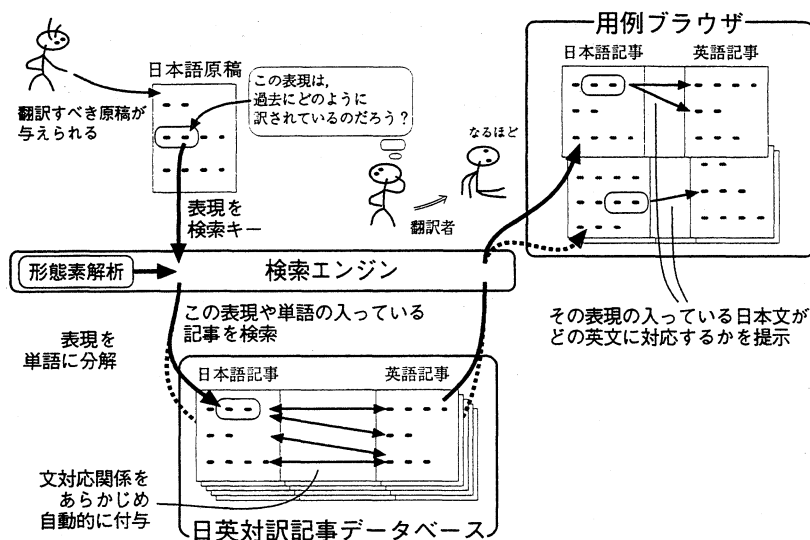 日本語原稿
翻訳すべき原稿が
与えられる
この表現は,
過去にどのように
訳されているのだろう?
なるほど
翻訳者
表現を
検索キー
用例ブラウザ
日本語記事
英語記事
形態素解析
検索エンジン
この表現や単語の入っている
記事を検索
表現を
単語に分解
その表現の入っている日本文が
どの英文に対応するかを提示
日本語記事
英語記事
文対応関係を
あらかじめ
自動的に付与
日英対訳記事データベース